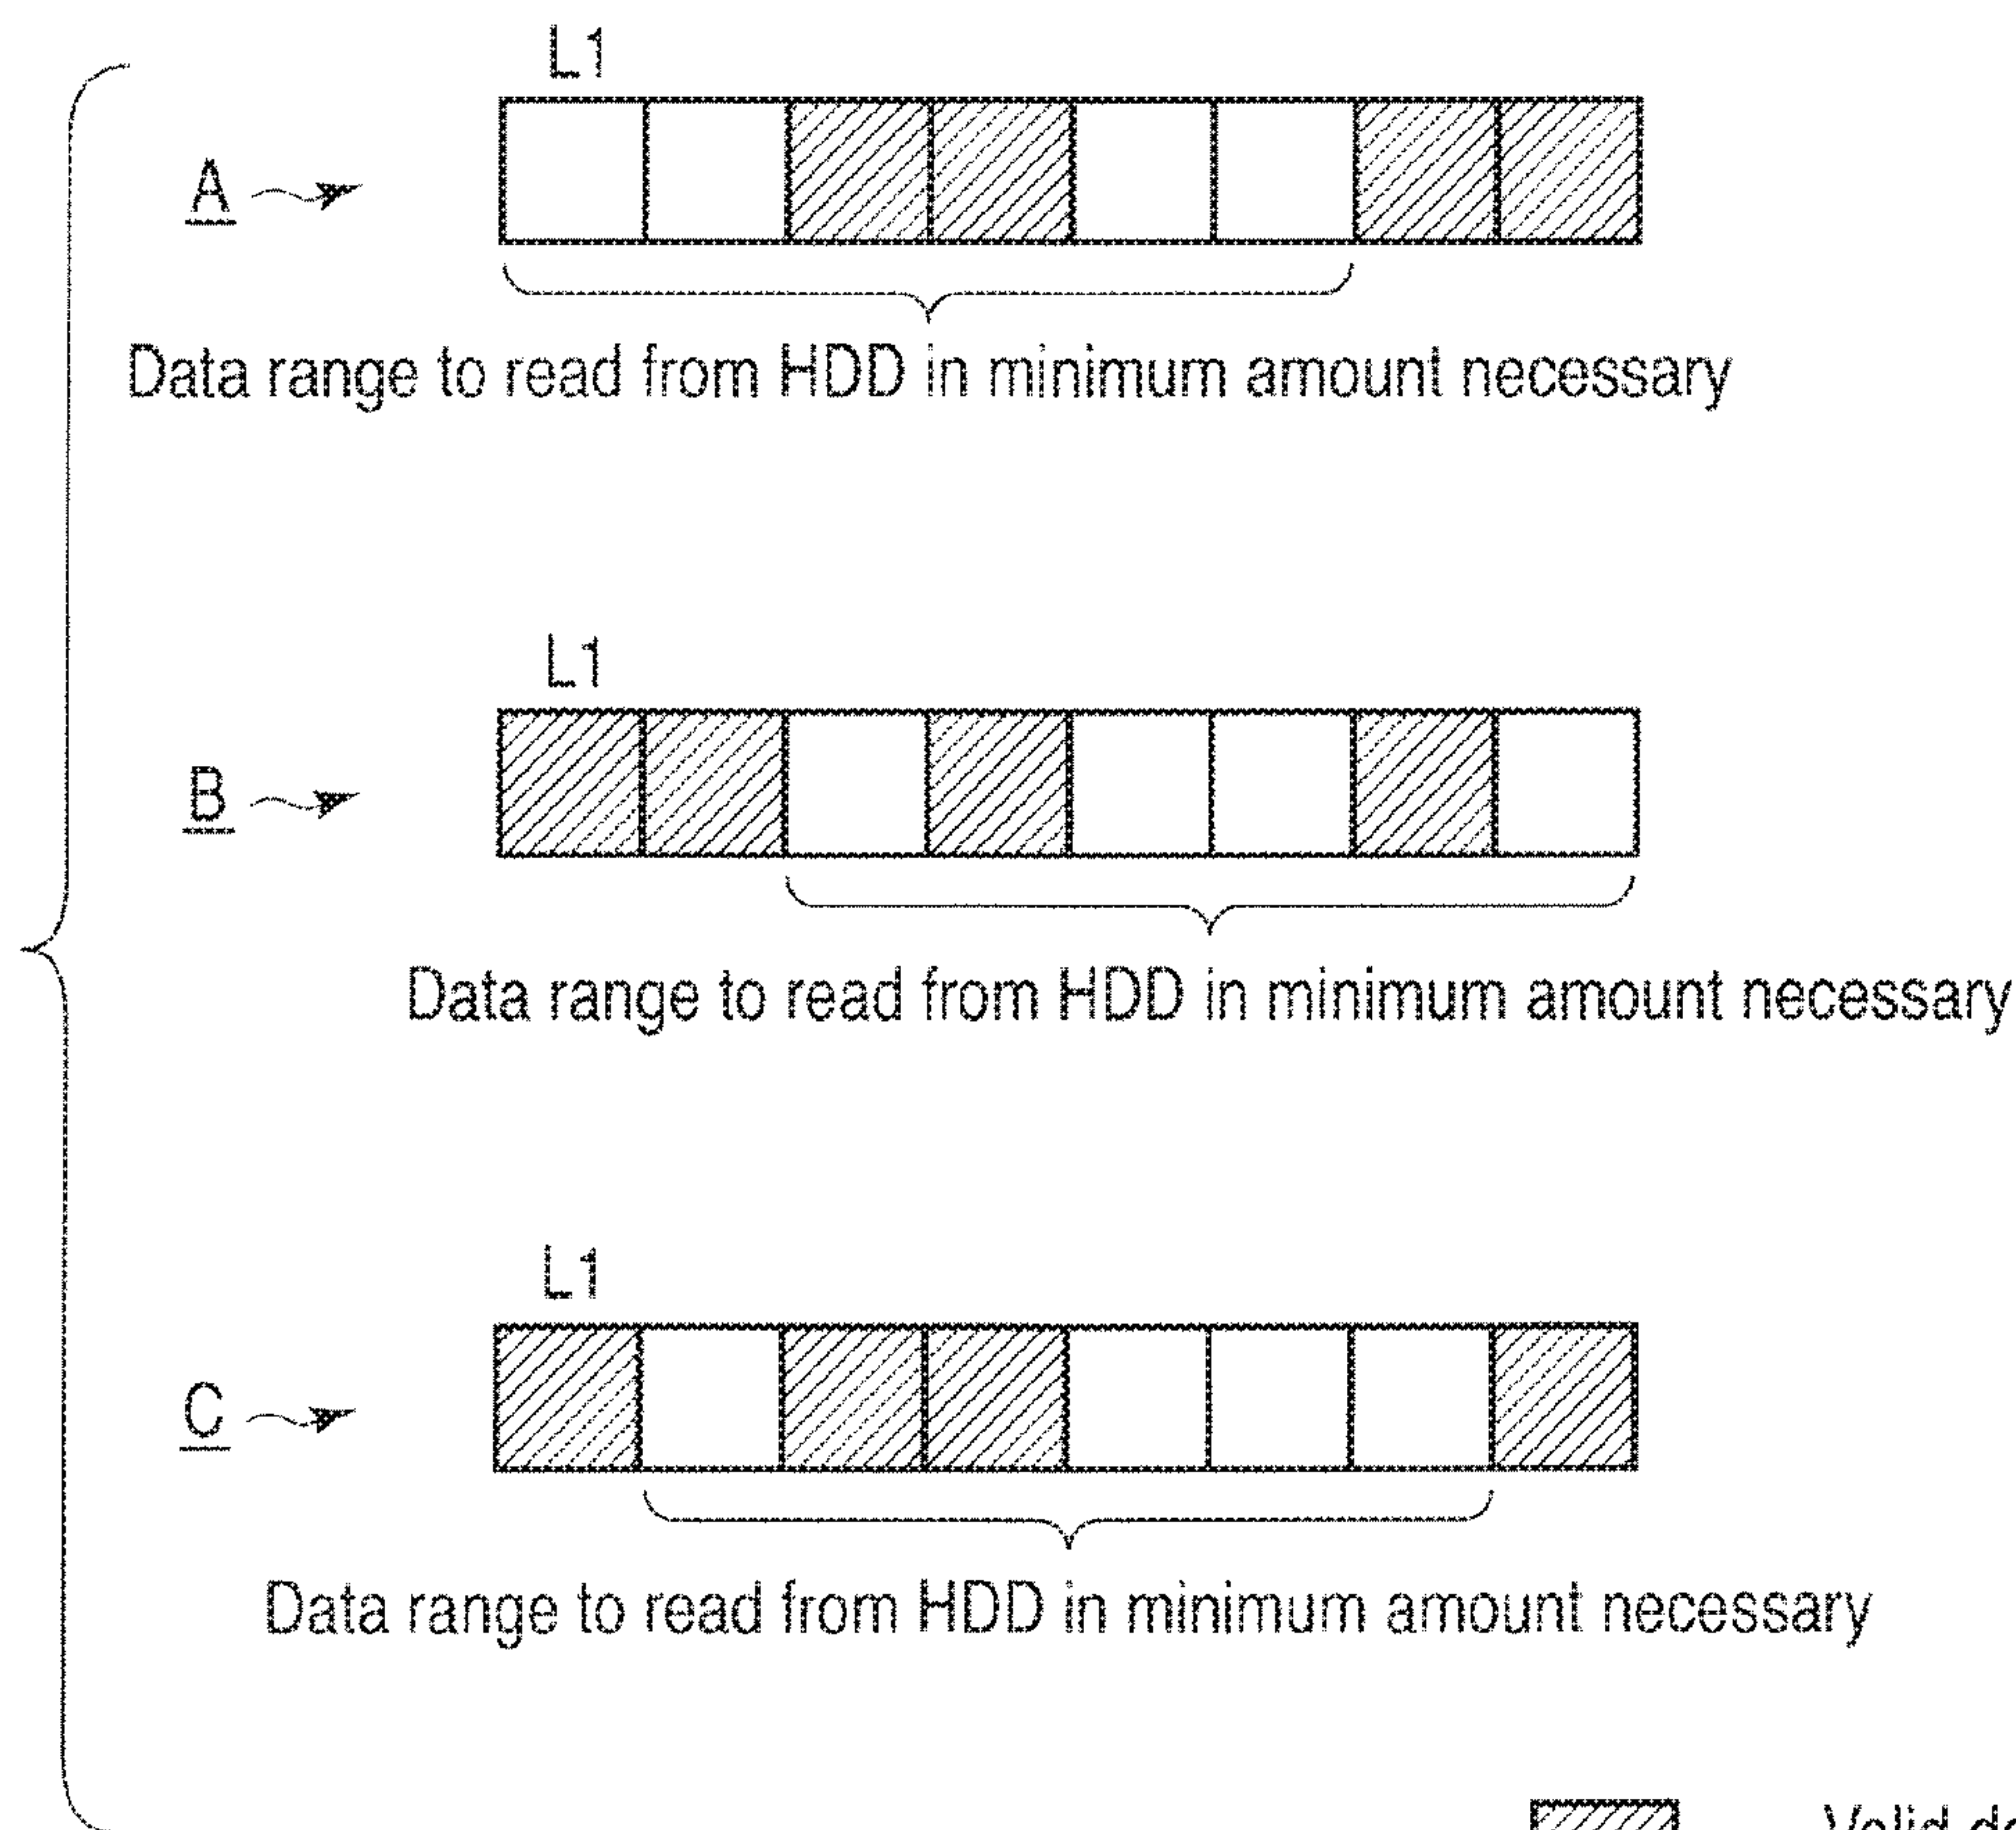 L1
A
Data range to read from HDD in minimum amount necessary
L1
B
Data range to read from HDD in minimum amount necessary
L1
C
Data range to read from HDD in minimum amount necessary